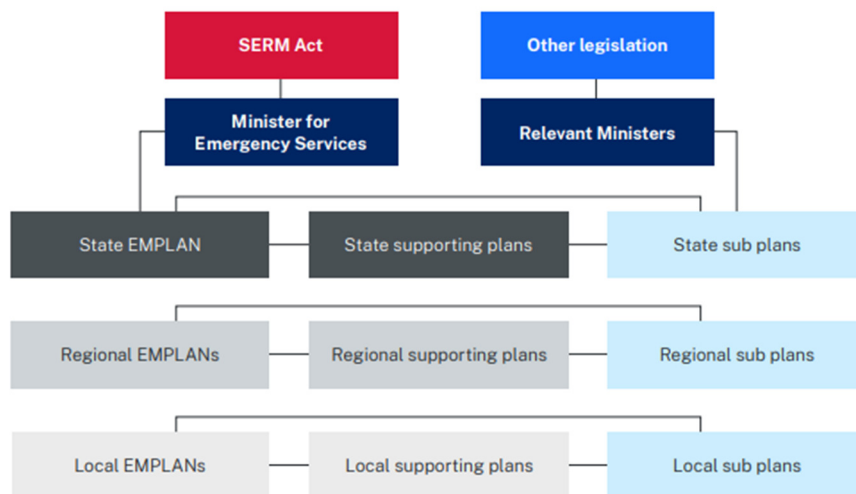 SERM Act
Other legislation
Minister for
Emergency Services
Relevant Ministers
State EMPLAN
State supporting plans
State sub plans
Regional EMPLANs
Regional supporting plans
Regional sub plans
Local EMPLANs
Local supporting plans
Local sub plans